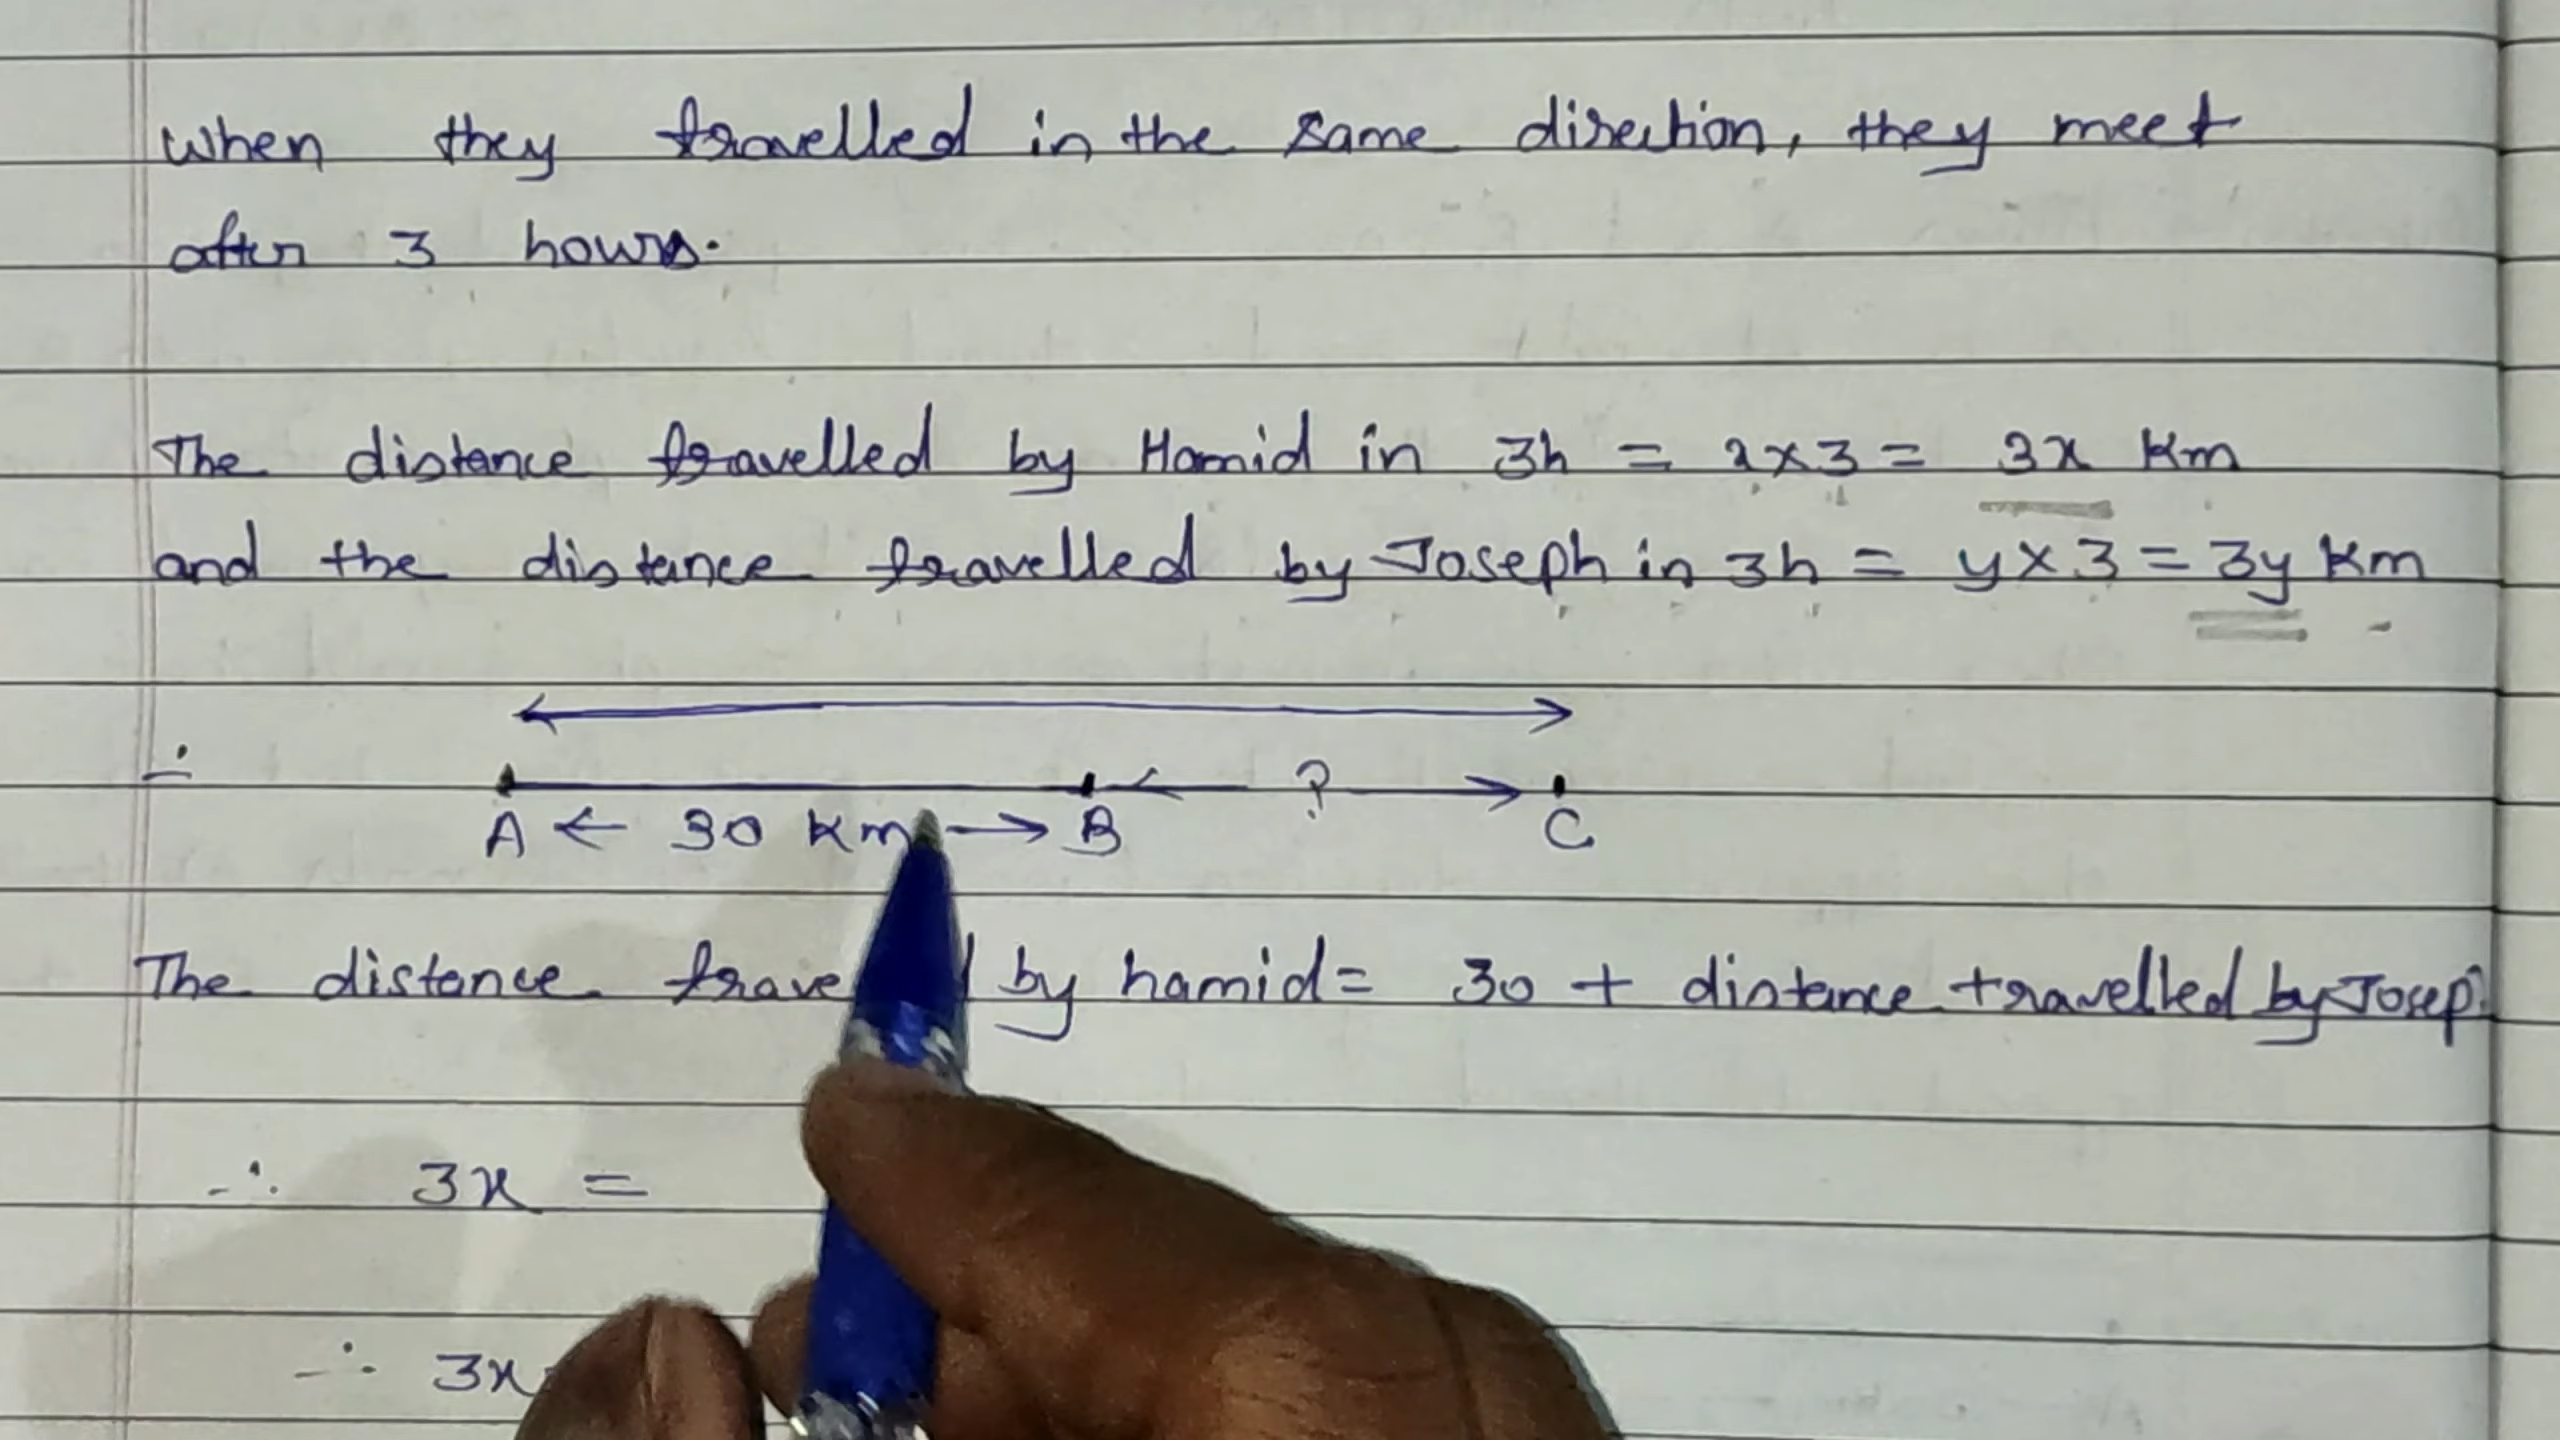 When they travelled in the same direction, they meet
after 3 hours.
The distance travelled by Hamid in 3h = x×3 = 3x Km
and the distance travelled by Joseph in 3h = y×3 = 3y Km
∴ ?
A ← 30 Km → B C
The distance by hamid = 30 + distance travelled by Josep
∴ 3x =
∴ 3x